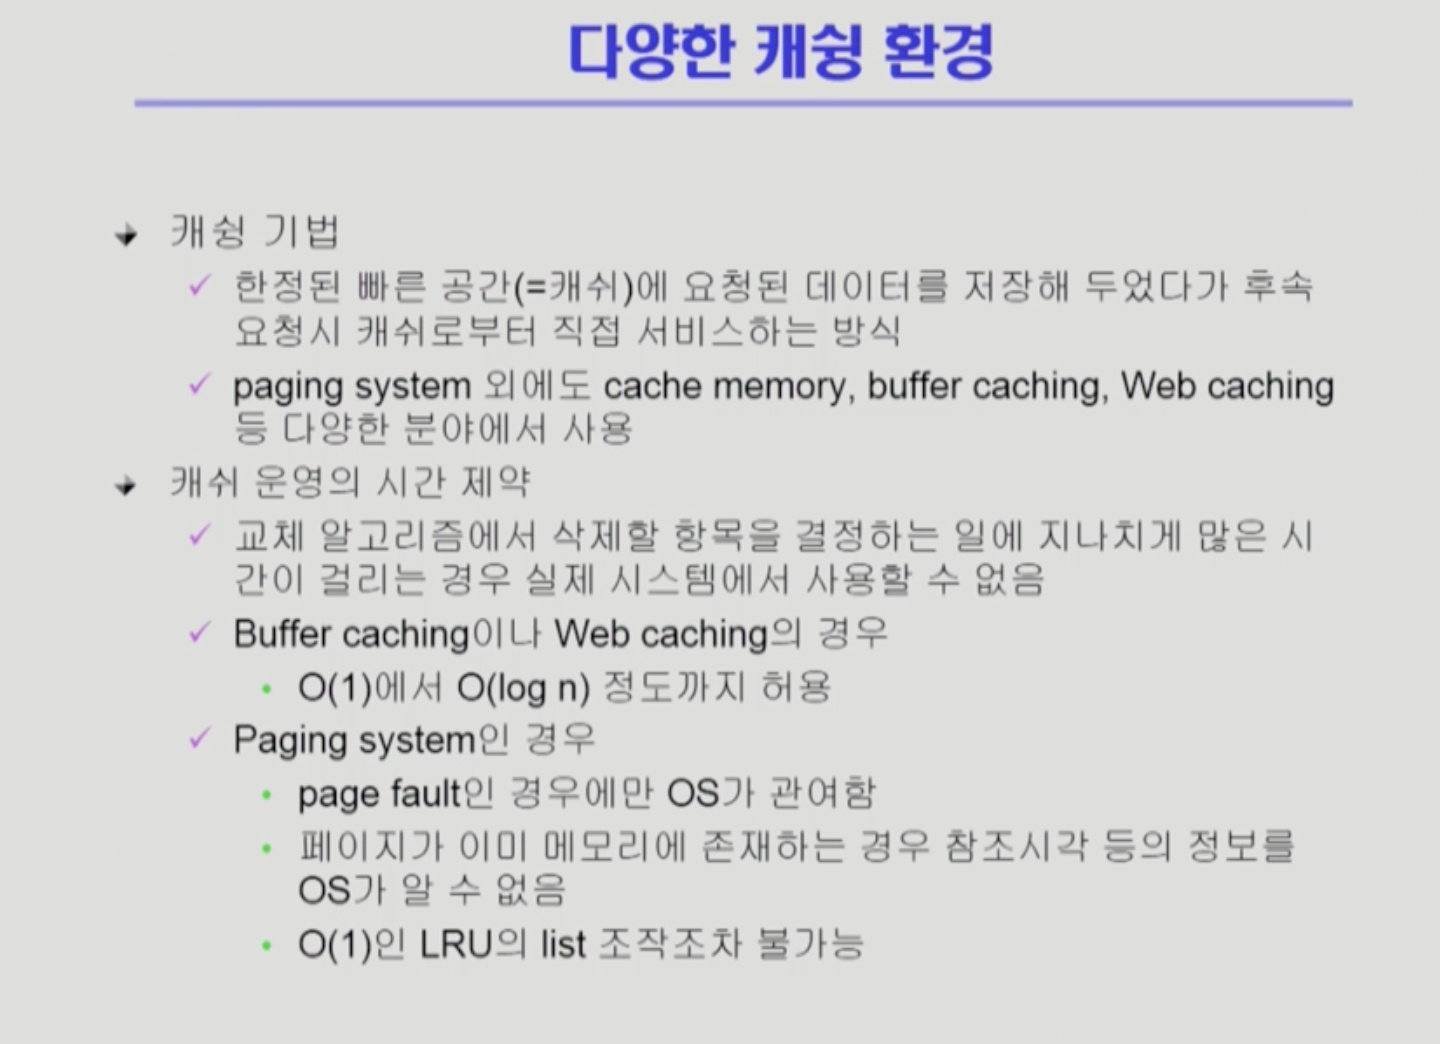 다양한 캐슁 환경
캐슁 기법
한정된 빠른 공간(=캐쉬)에 요청된 데이터를 저장해 두었다가 후속
요청시 캐쉬로부터 직접 서비스하는 방식
paging system 외에도 cache memory, buffer caching, Web caching
등 다양한 분야에서 사용
캐쉬 운영의 시간 제약
교체 알고리즘에서 삭제할 항목을 결정하는 일에 지나치게 많은 시
간이 걸리는 경우 실제 시스템에서 사용할 수 없음
Buffer caching이나 Web caching의 경우
O(1)에서 O(log n) 정도까지 허용
Paging system인 경우
page fault인 경우에만 OS가 관여함
페이지가 이미 메모리에 존재하는 경우 참조시각 등의 정보를
OS가 알 수 없음
O(1)인 LRU의 list 조작조차 불가능